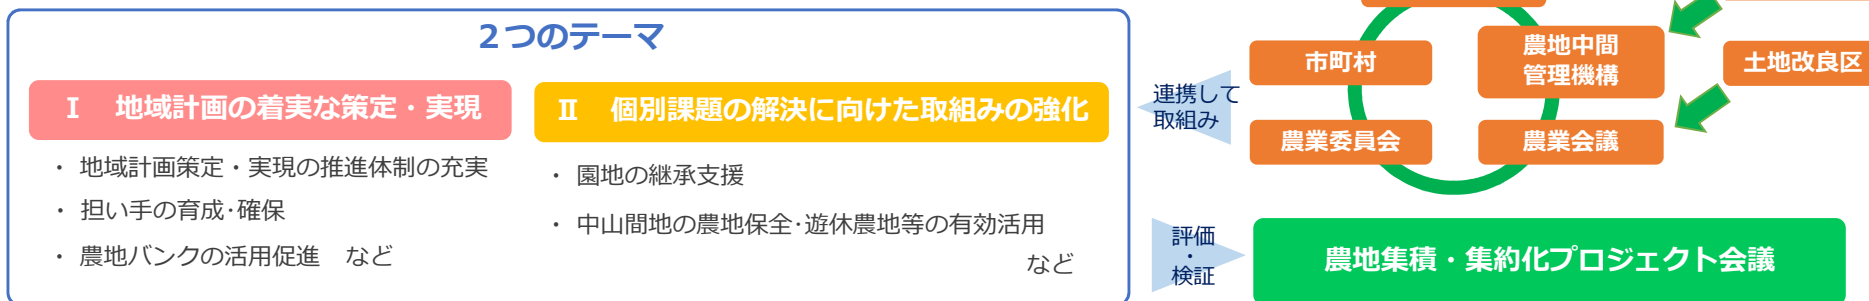 2つのテーマ
Ⅰ 地域計画の着実な策定・実現
・ 地域計画策定・実現の推進体制の充実
・ 担い手の育成・確保
・ 農地バンクの活用促進 など
Ⅱ 個別課題の解決に向けた取組みの強化
・ 園地の継承支援
・ 中山間地の農地保全・遊休農地等の有効活用
など
連携して
取組み
市町村
農地中間
管理機構
土地改良区
農業委員会
農業会議
評価
・
検証
農地集積・集約化プロジェクト会議